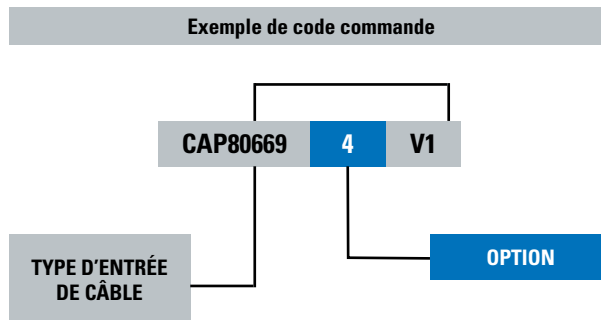 Exemple de code commande
CAP80669 4 V1
TYPE D'ENTRÉE
DE CÂBLE
OPTION